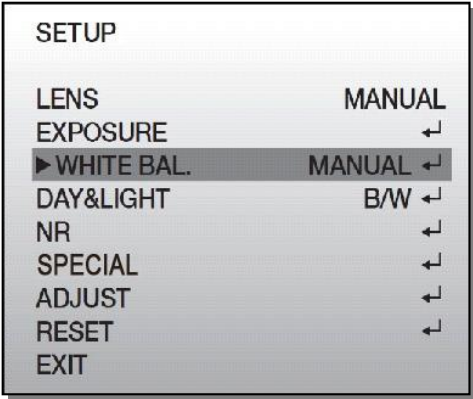 SETUP
LENS MANUAL
EXPOSURE ↵
▶ WHITE BAL. MANUAL ↵
DAY&LIGHT B/W ↵
NR ↵
SPECIAL ↵
ADJUST ↵
RESET ↵
EXIT